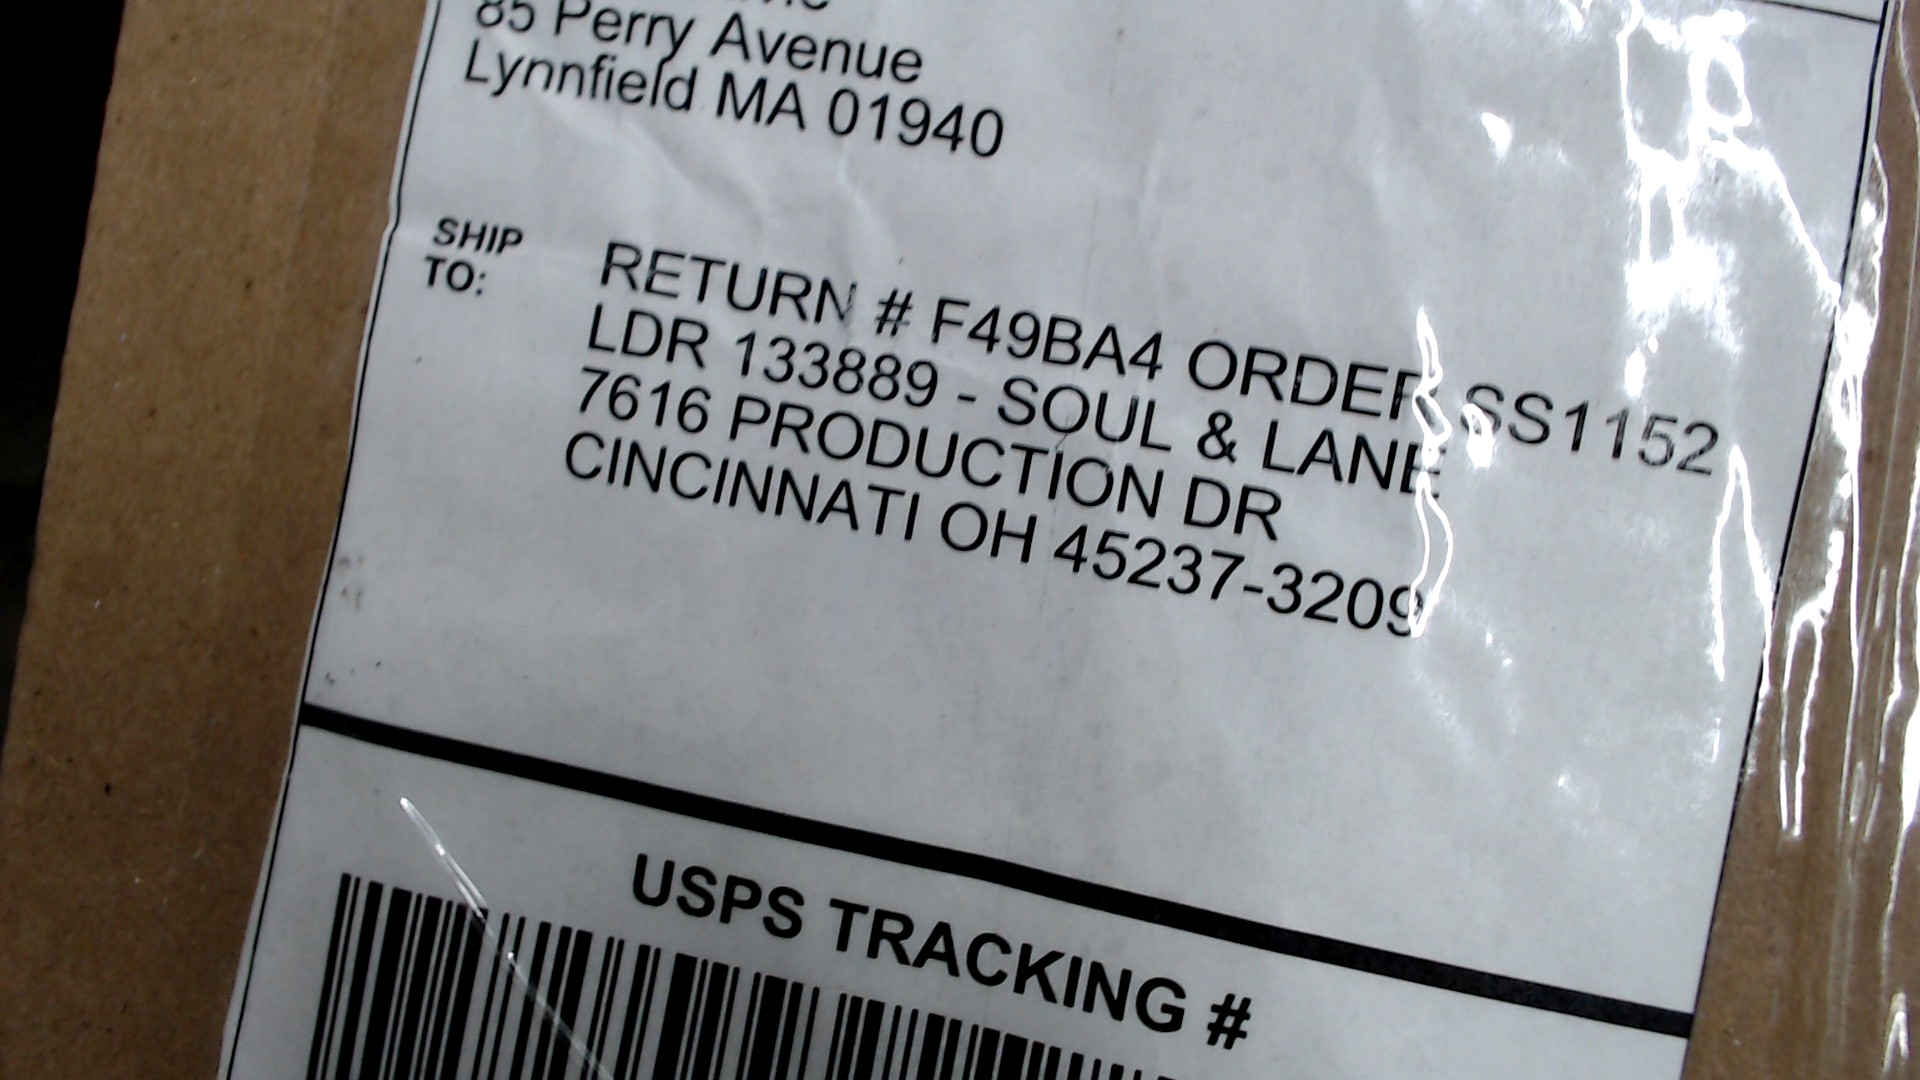 85 Perry Avenue
Lynnfield MA 01940
SHIP
TO:
RETURN # F49BA4 ORDER SS1152
LDR 133889 - SOUL & LANE
7616 PRODUCTION DR
CINCINNATI OH 45237-3209
USPS TRACKING #